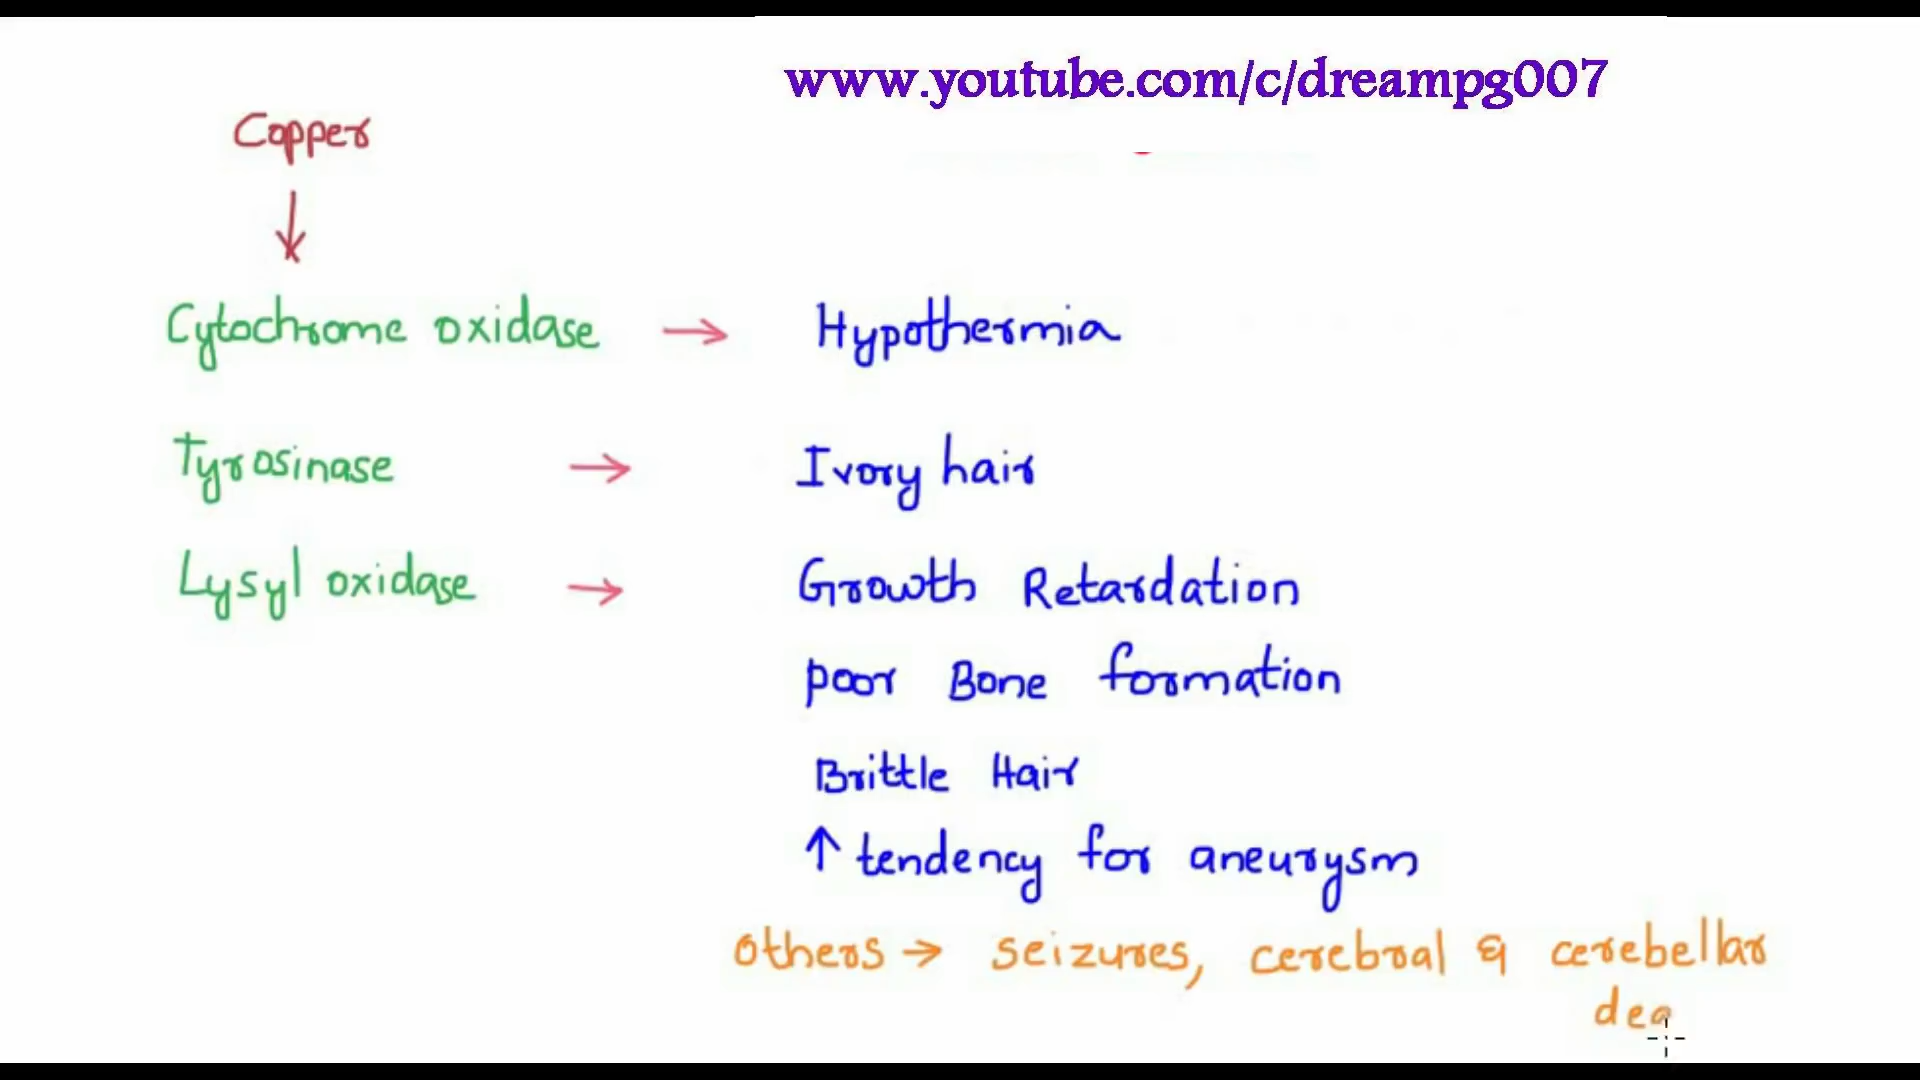 www.youtube.com/c/dreampg007
Copper
↓
Cytochrome oxidase → Hypothermia
Tyrosinase → Ivory hair
Lysyl oxidase → Growth Retardation
poor Bone formation
Brittle Hair
↑ tendency for aneurysm
others → seizures, cerebral & cerebellar